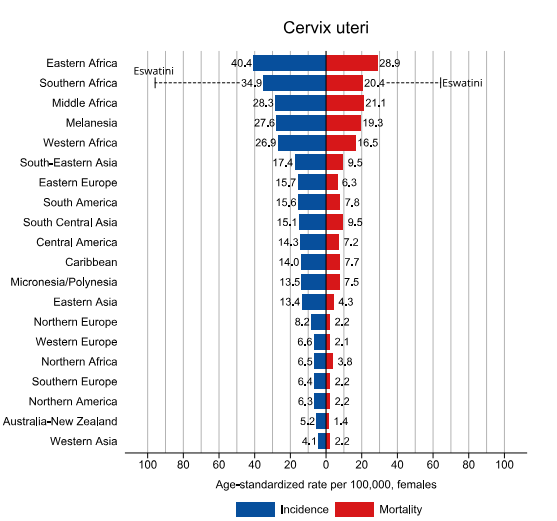 Cervix uteri
Eastern Africa 40.4 28.9
Eswatini
Southern Africa 34.9 20.4 Eswatini
Middle Africa 28.3 21.1
Melanesia 27.6 19.3
Western Africa 26.9 16.5
South-Eastern Asia 17.4 9.5
Eastern Europe 15.7 6.3
South America 15.6 7.8
South Central Asia 15.1 9.5
Central America 14.3 7.2
Caribbean 14.0 7.7
Micronesia/Polynesia 13.5 7.5
Eastern Asia 13.4 4.3
Northern Europe 8.2 2.2
Western Europe 6.6 2.1
Northern Africa 6.5 3.8
Southern Europe 6.4 2.2
Northern America 6.3 2.2
Australia-New Zealand 5.2 1.4
Western Asia 4.1 2.2
100 80 60 40 20 0 20 40 60 80 100
Age-standardized rate per 100,000, females
Incidence Mortality